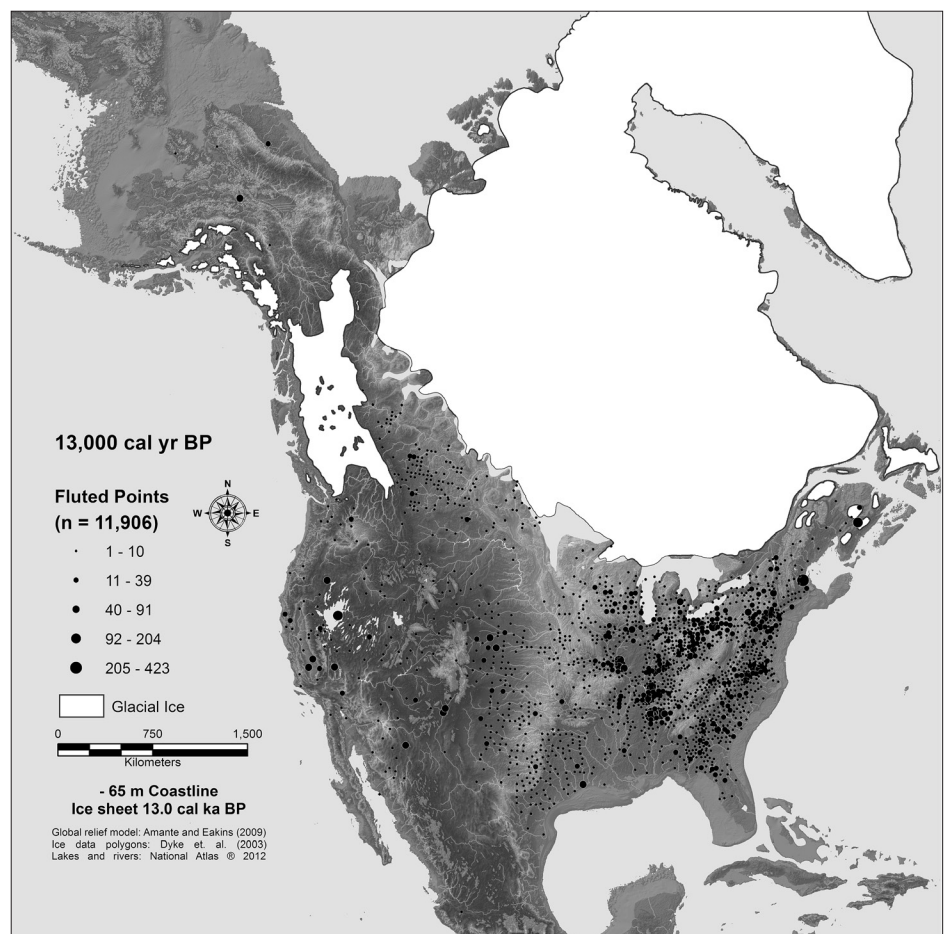 13,000 cal yr BP
Fluted Points
(n = 11,906)
N
W
E
S
1 - 10
11 - 39
40 - 91
92 - 204
205 - 423
Glacial Ice
0 750 1,500
Kilometers
- 65 m Coastline
Ice sheet 13.0 cal ka BP
Global relief model: Amante and Eakins (2009)
Ice data polygons: Dyke et. al. (2003)
Lakes and rivers: National Atlas ® 2012